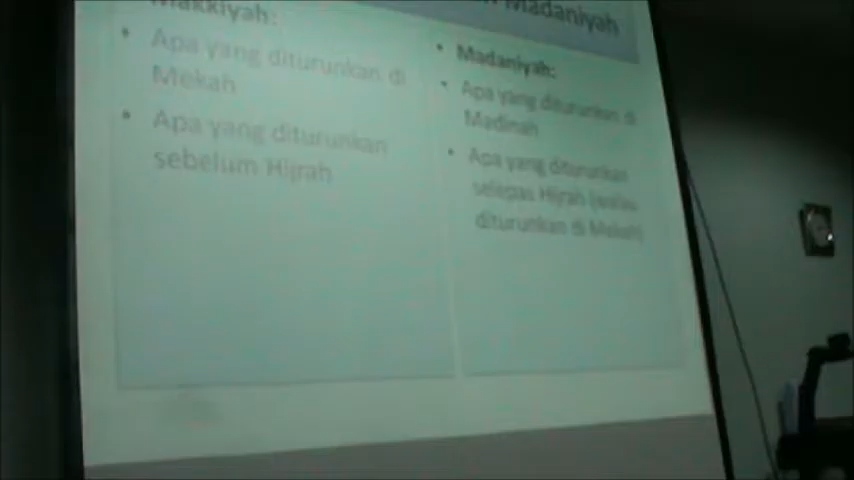 Madaniyah
Makkiyah:
• Apa yang diturunkan di
Mekah
• Apa yang diturunkan
sebelum Hijrah
• Madaniyah:
• Apa yang diturunkan di
Madinah
• Apa yang diturunkan
selepas Hijrah (walau
diturunkan di Mekah)